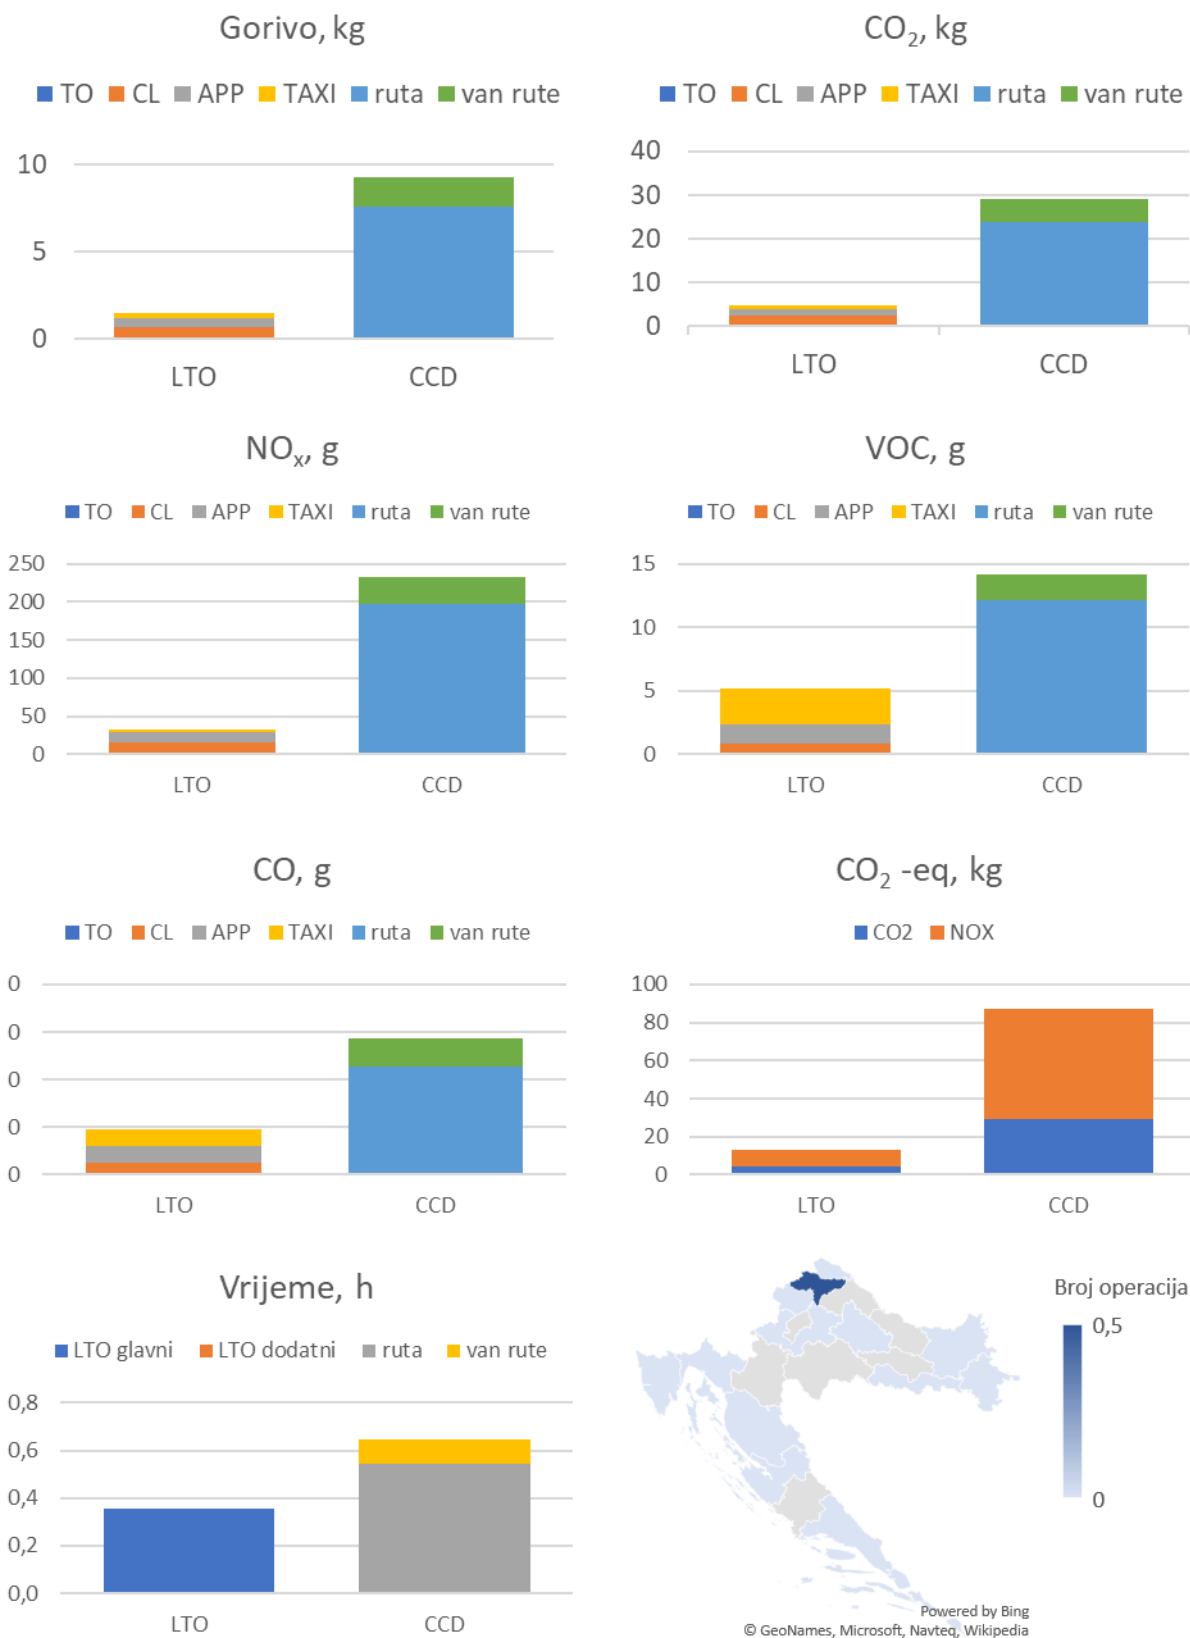 Gorivo, kg
TO CL APP TAXI ruta van rute
10
5
0
LTO CCD
CO₂, kg
TO CL APP TAXI ruta van rute
40
30
20
10
0
LTO CCD
NOₓ, g
TO CL APP TAXI ruta van rute
250
200
150
100
50
0
LTO CCD
VOC, g
TO CL APP TAXI ruta van rute
15
10
5
0
LTO CCD
CO, g
TO CL APP TAXI ruta van rute
0
0
0
0
0
LTO CCD
CO₂ -eq, kg
CO2 NOX
100
80
60
40
20
0
LTO CCD
Vrijeme, h
LTO glavni LTO dodatni ruta van rute
0,8
0,6
0,4
0,2
0,0
LTO CCD
Broj operacija
0,5
0
Powered by Bing
© GeoNames, Microsoft, Navteq, Wikipedia